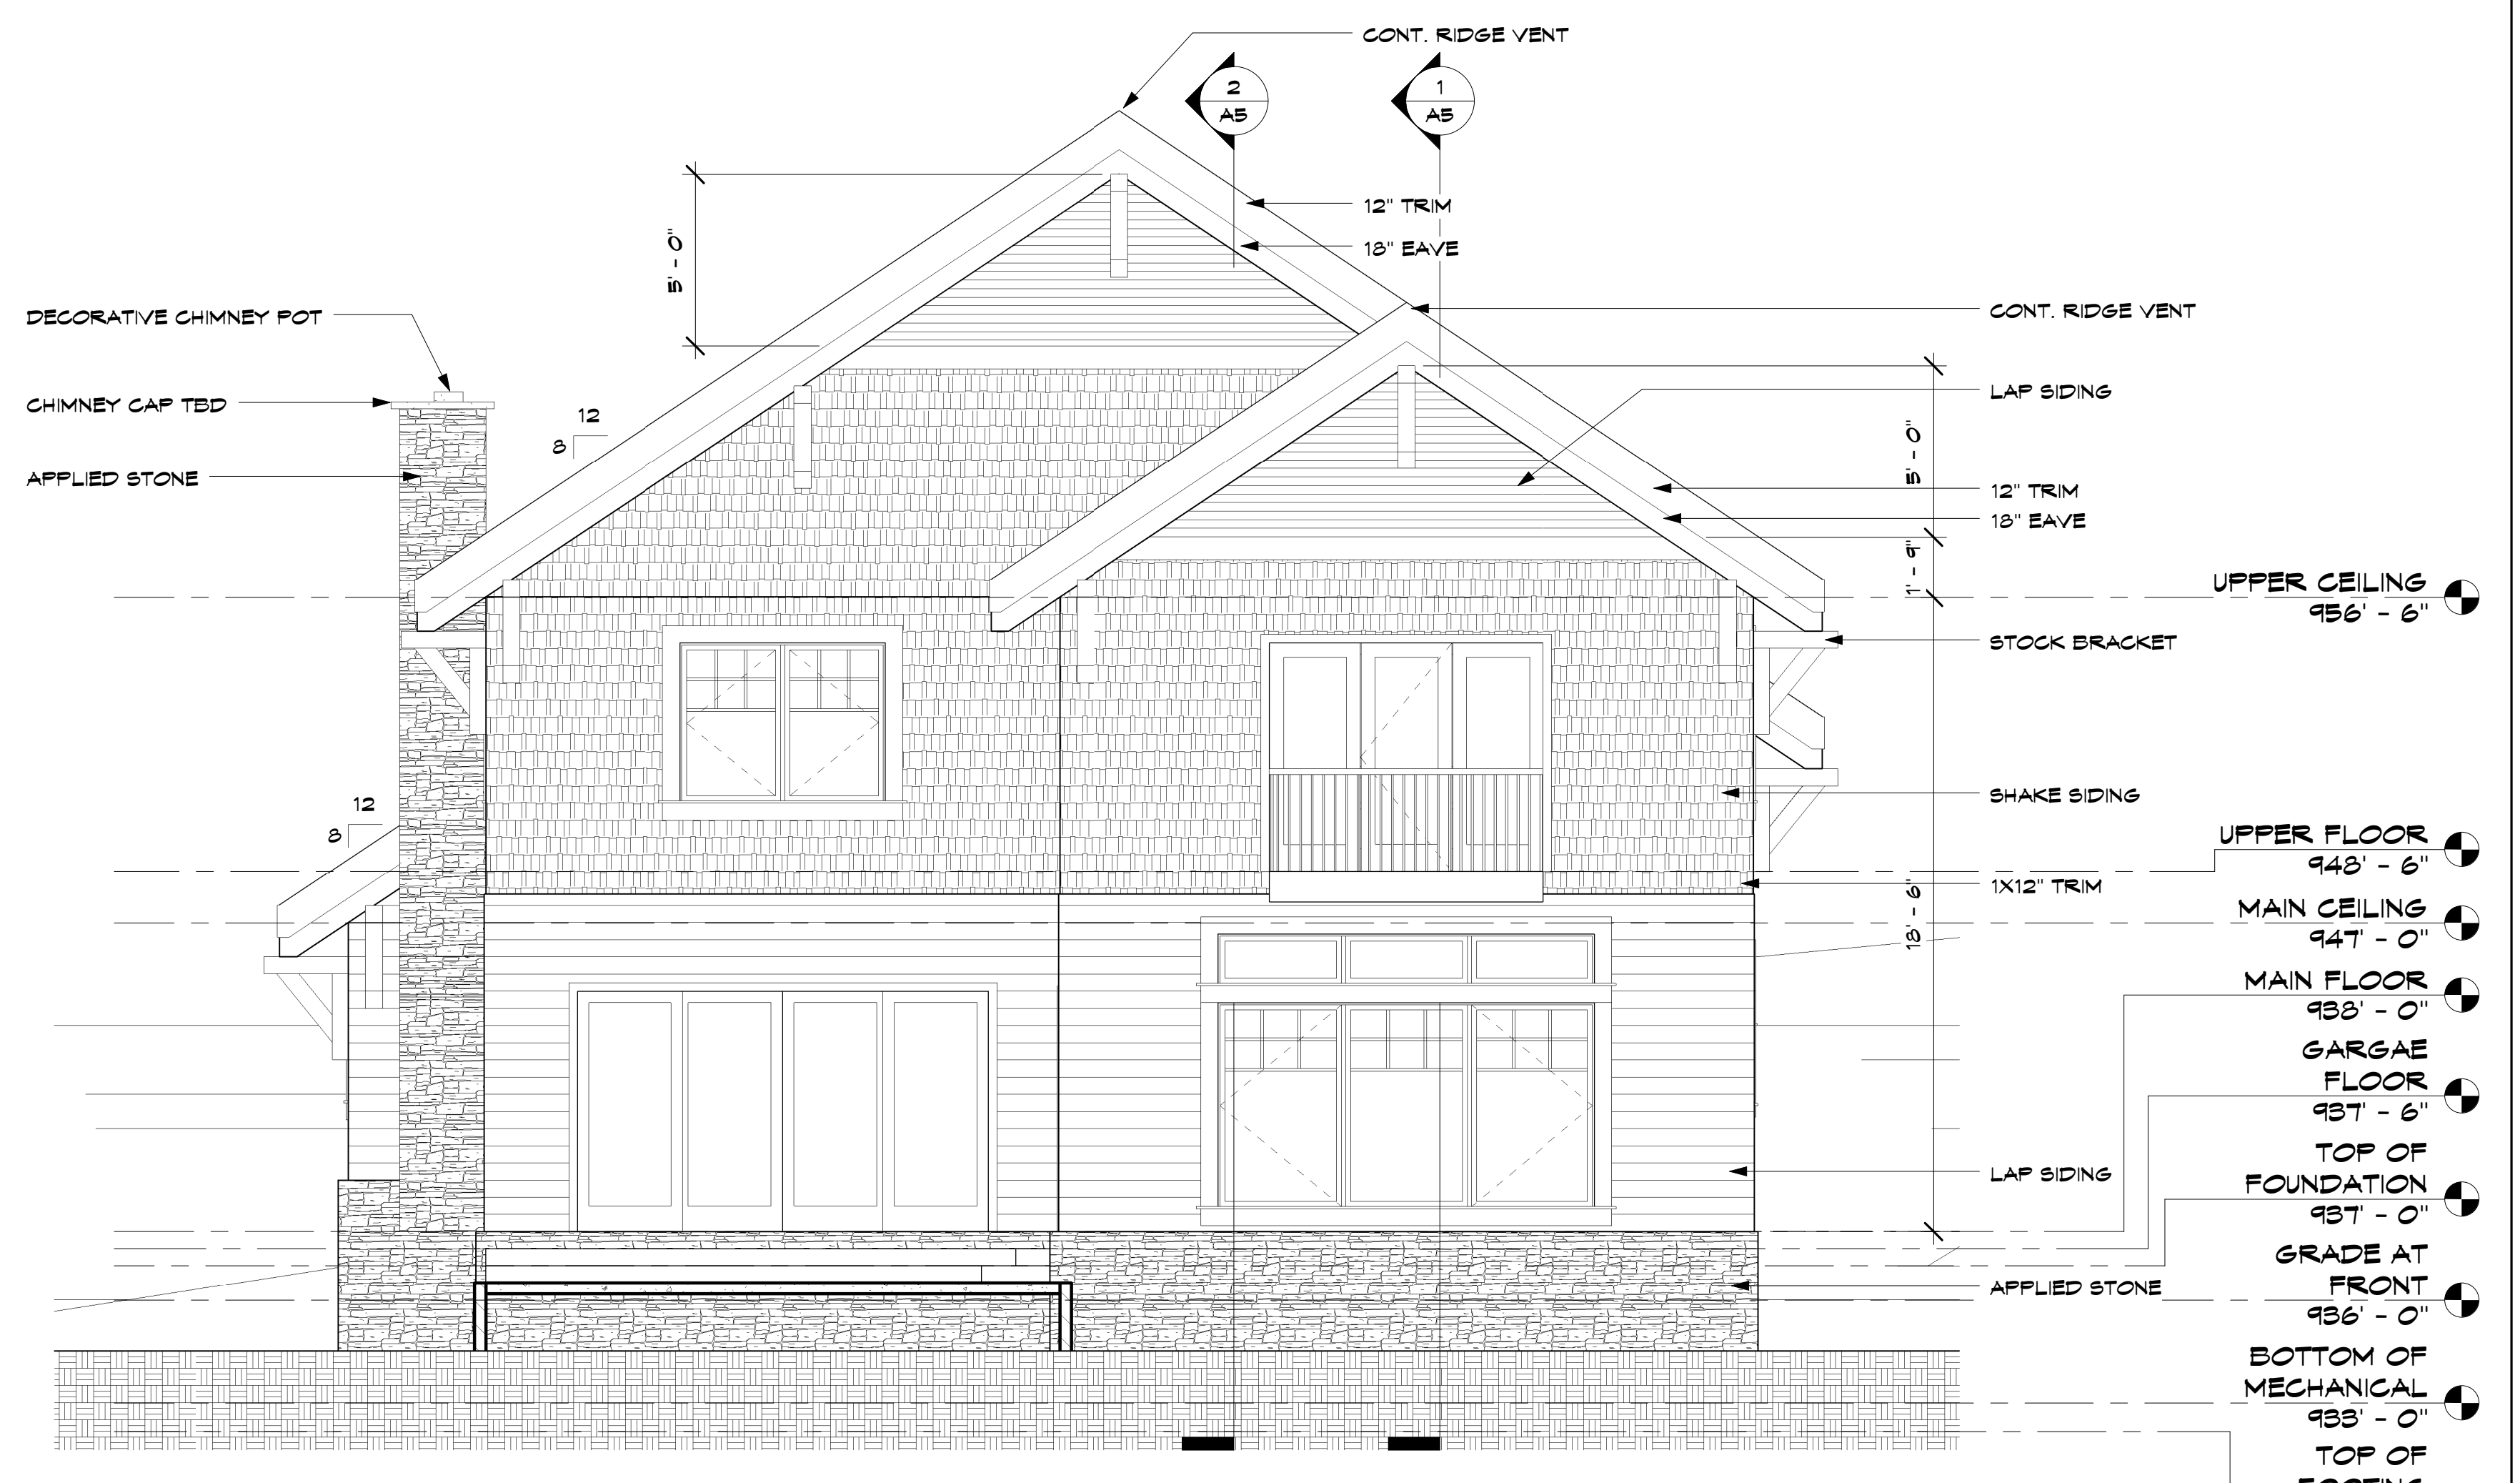 CONT. RIDGE VENT
2
A5
1
A5
12" TRIM
18" EAVE
5' - 0"
DECORATIVE CHIMNEY POT
CONT. RIDGE VENT
CHIMNEY CAP TBD
LAP SIDING
12
8
5' - 0"
APPLIED STONE
12" TRIM
18" EAVE
1' - 9"
UPPER CEILING
956' - 6"
STOCK BRACKET
SHAKE SIDING
12
8
UPPER FLOOR
948' - 6"
1X12" TRIM
18' - 6"
MAIN CEILING
947' - 0"
MAIN FLOOR
938' - 0"
GARGAE
FLOOR
937' - 6"
TOP OF
FOUNDATION
937' - 0"
LAP SIDING
GRADE AT
FRONT
936' - 0"
APPLIED STONE
BOTTOM OF
MECHANICAL
933' - 0"
TOP OF